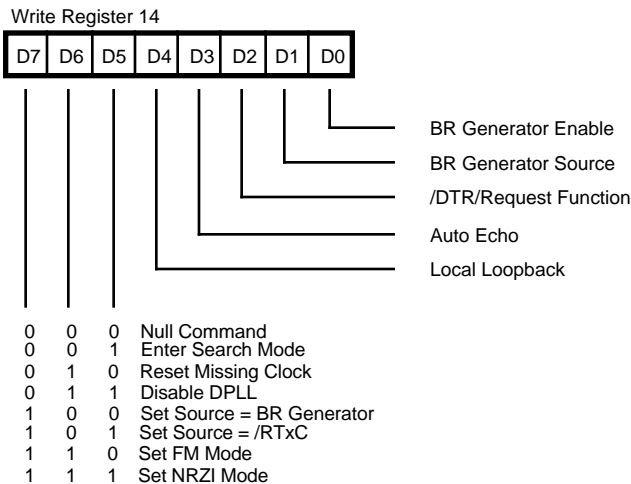 Write Register 14
D7 D6 D5 D4 D3 D2 D1 D0
BR Generator Enable
BR Generator Source
/DTR/Request Function
Auto Echo
Local Loopback
0 0 0 Null Command
0 0 1 Enter Search Mode
0 1 0 Reset Missing Clock
0 1 1 Disable DPLL
1 0 0 Set Source = BR Generator
1 0 1 Set Source = /RTxC
1 1 0 Set FM Mode
1 1 1 Set NRZI Mode